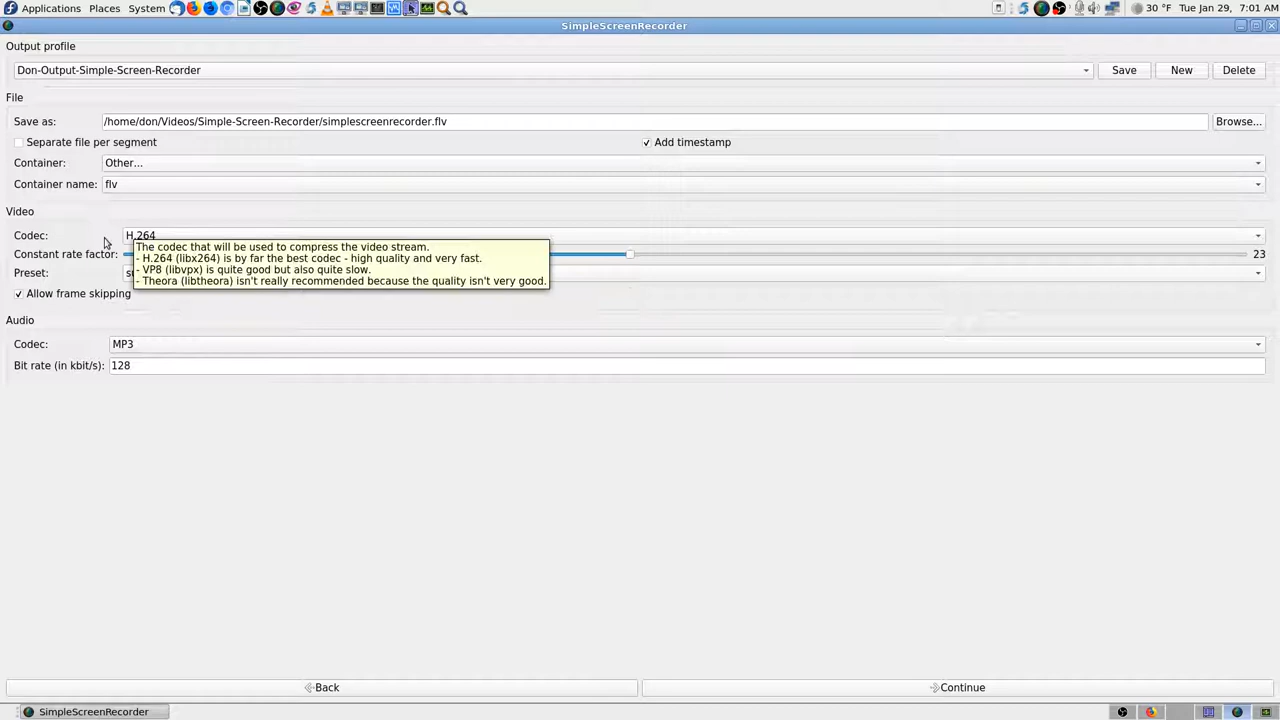 Applications Places System 30 °F Tue Jan 29, 7:01 AM
SimpleScreenRecorder
Output profile
Don-Output-Simple-Screen-Recorder Save New Delete
File
Save as: /home/don/Videos/Simple-Screen-Recorder/simplescreenrecorder.flv Browse...
Separate file per segment Add timestamp
Container: Other...
Container name: flv
Video
Codec: H.264
The codec that will be used to compress the video stream.
Constant rate factor: 23
- H.264 (libx264) is by far the best codec - high quality and very fast.
- VP8 (libvpx) is quite good but also quite slow.
Preset:
- Theora (libtheora) isn't really recommended because the quality isn't very good.
Allow frame skipping
Audio
Codec: MP3
Bit rate (in kbit/s): 128
Back Continue
SimpleScreenRecorder